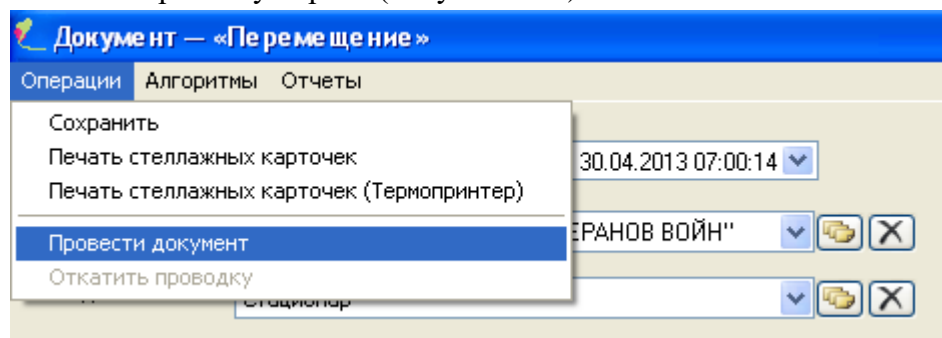 Документ — «Перемещение»
Операции Алгоритмы Отчеты
Сохранить
Печать стеллажных карточек
30.04.2013 07:00:14
Печать стеллажных карточек (Термопринтер)
Провести документ
ВОЙН"
Откатить проводку
Стационар